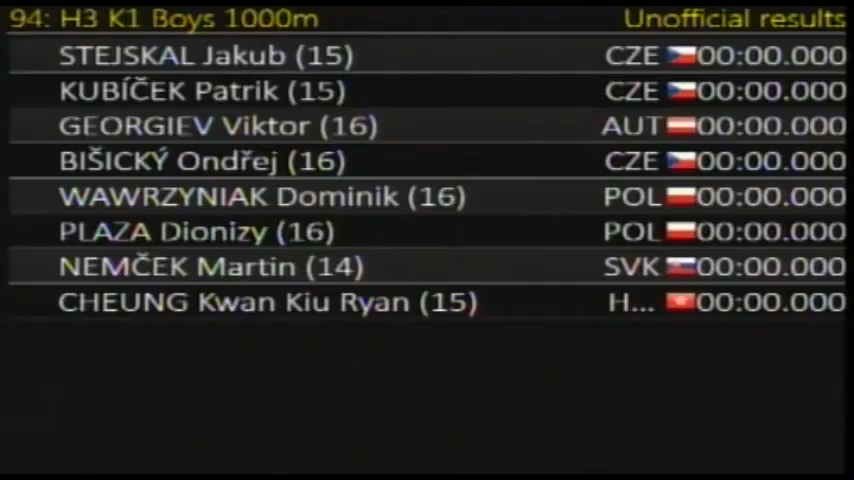 94: H3 K1 Boys 1000m Unofficial results
STEJSKAL Jakub (15) CZE 00:00.000
KUBÍČEK Patrik (15) CZE 00:00.000
GEORGIEV Viktor (16) AUT 00:00.000
BIŠICKÝ Ondřej (16) CZE 00:00.000
WAWRZYNIAK Dominik (16) POL 00:00.000
PLAZA Dionizy (16) POL 00:00.000
NEMČEK Martin (14) SVK 00:00.000
CHEUNG Kwan Kiu Ryan (15) H... 00:00.000